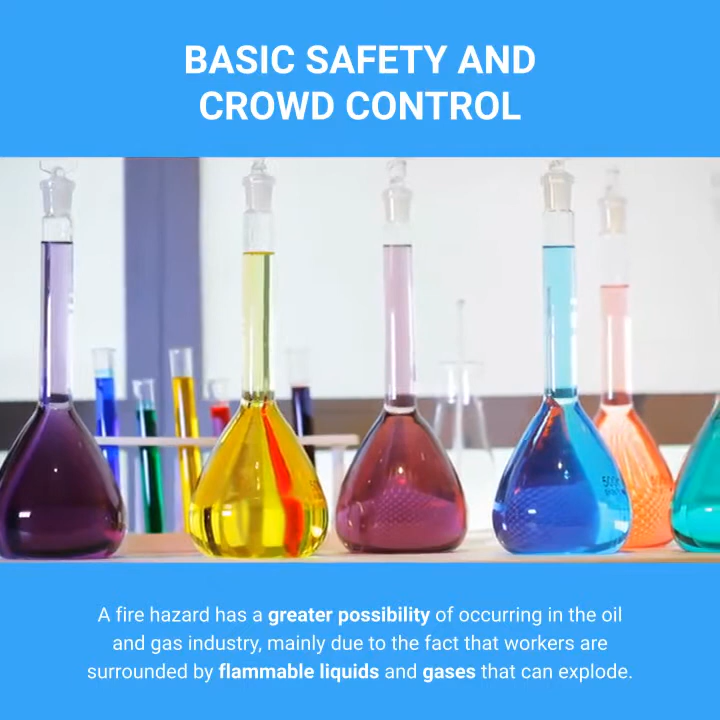 BASIC SAFETY AND
CROWD CONTROL
A fire hazard has a greater possibility of occurring in the oil
and gas industry, mainly due to the fact that workers are
surrounded by flammable liquids and gases that can explode.